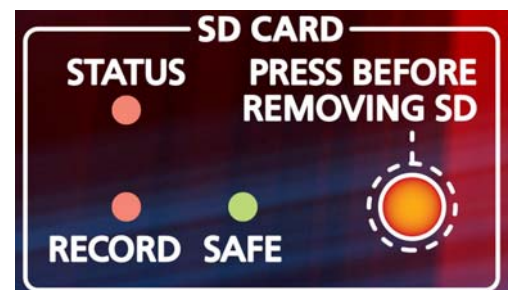 SD CARD
STATUS
PRESS BEFORE
REMOVING SD
RECORD
SAFE